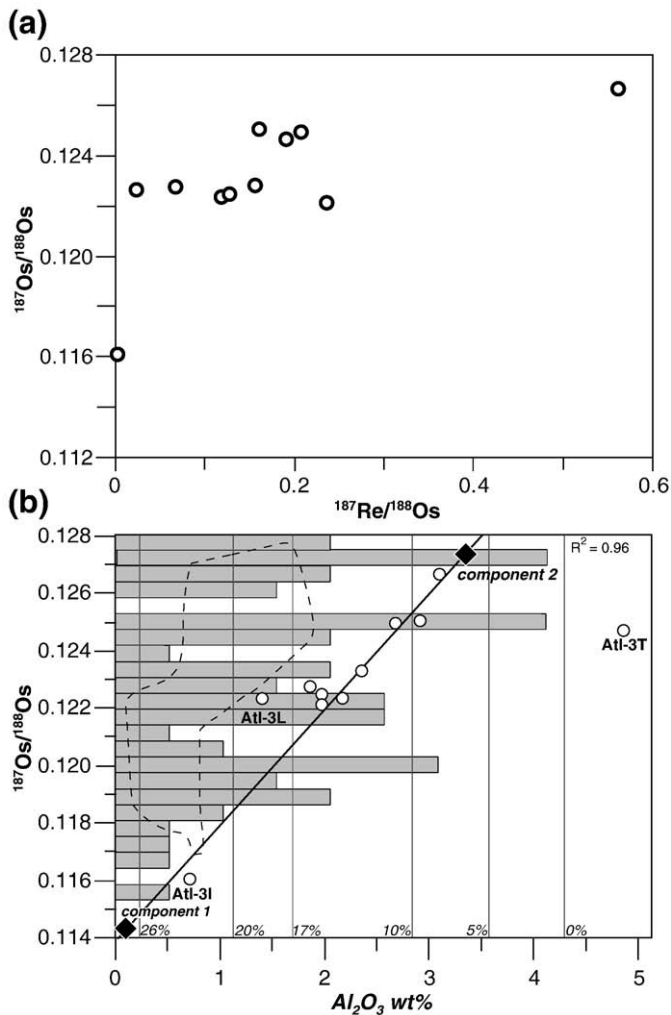 (a)
0.128
0.124
0.120
0.116
0.112
187Os/188Os
0 0.2 0.4 0.6
187Re/188Os
(b)
0.128
0.126
0.124
0.122
0.120
0.118
0.116
0.114
187Os/188Os
R2 = 0.96
component 2
Atl-3T
Atl-3L
Atl-3I
component 1
26% 20% 17% 10% 5% 0%
0 1 2 3 4 5
Al2O3 wt%